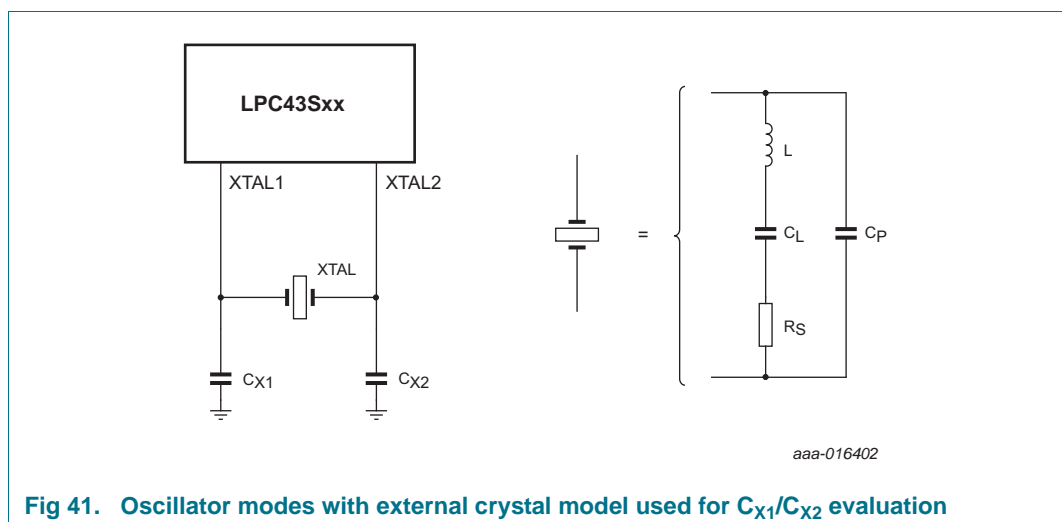 LPC43Sxx
XTAL1
XTAL2
XTAL
CX1
CX2
=
L
CL
CP
RS
aaa-016402
Fig 41. Oscillator modes with external crystal model used for CX1/CX2 evaluation